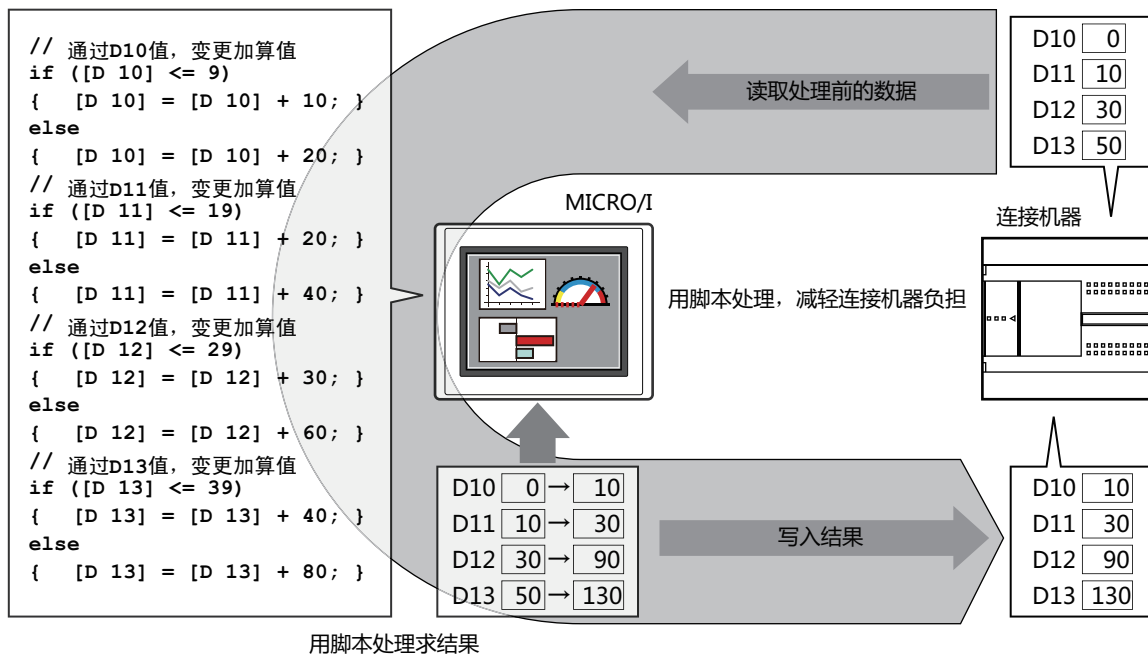 // 通过D10值，变更加算值
if ([D 10] <= 9)
{   [D 10] = [D 10] + 10; }
else
{   [D 10] = [D 10] + 20; }
// 通过D11值，变更加算值
if ([D 11] <= 19)
{   [D 11] = [D 11] + 20; }
else
{   [D 11] = [D 11] + 40; }
// 通过D12值，变更加算值
if ([D 12] <= 29)
{   [D 12] = [D 12] + 30; }
else
{   [D 12] = [D 12] + 60; }
// 通过D13值，变更加算值
if ([D 13] <= 39)
{   [D 13] = [D 13] + 40; }
else
{   [D 13] = [D 13] + 80; }
读取处理前的数据
D10 0
D11 10
D12 30
D13 50
MICRO/I
连接机器
用脚本处理，减轻连接机器负担
D10 0→10
D11 10→30
D12 30→90
D13 50→130
写入结果
D10 10
D11 30
D12 90
D13 130
用脚本处理求结果